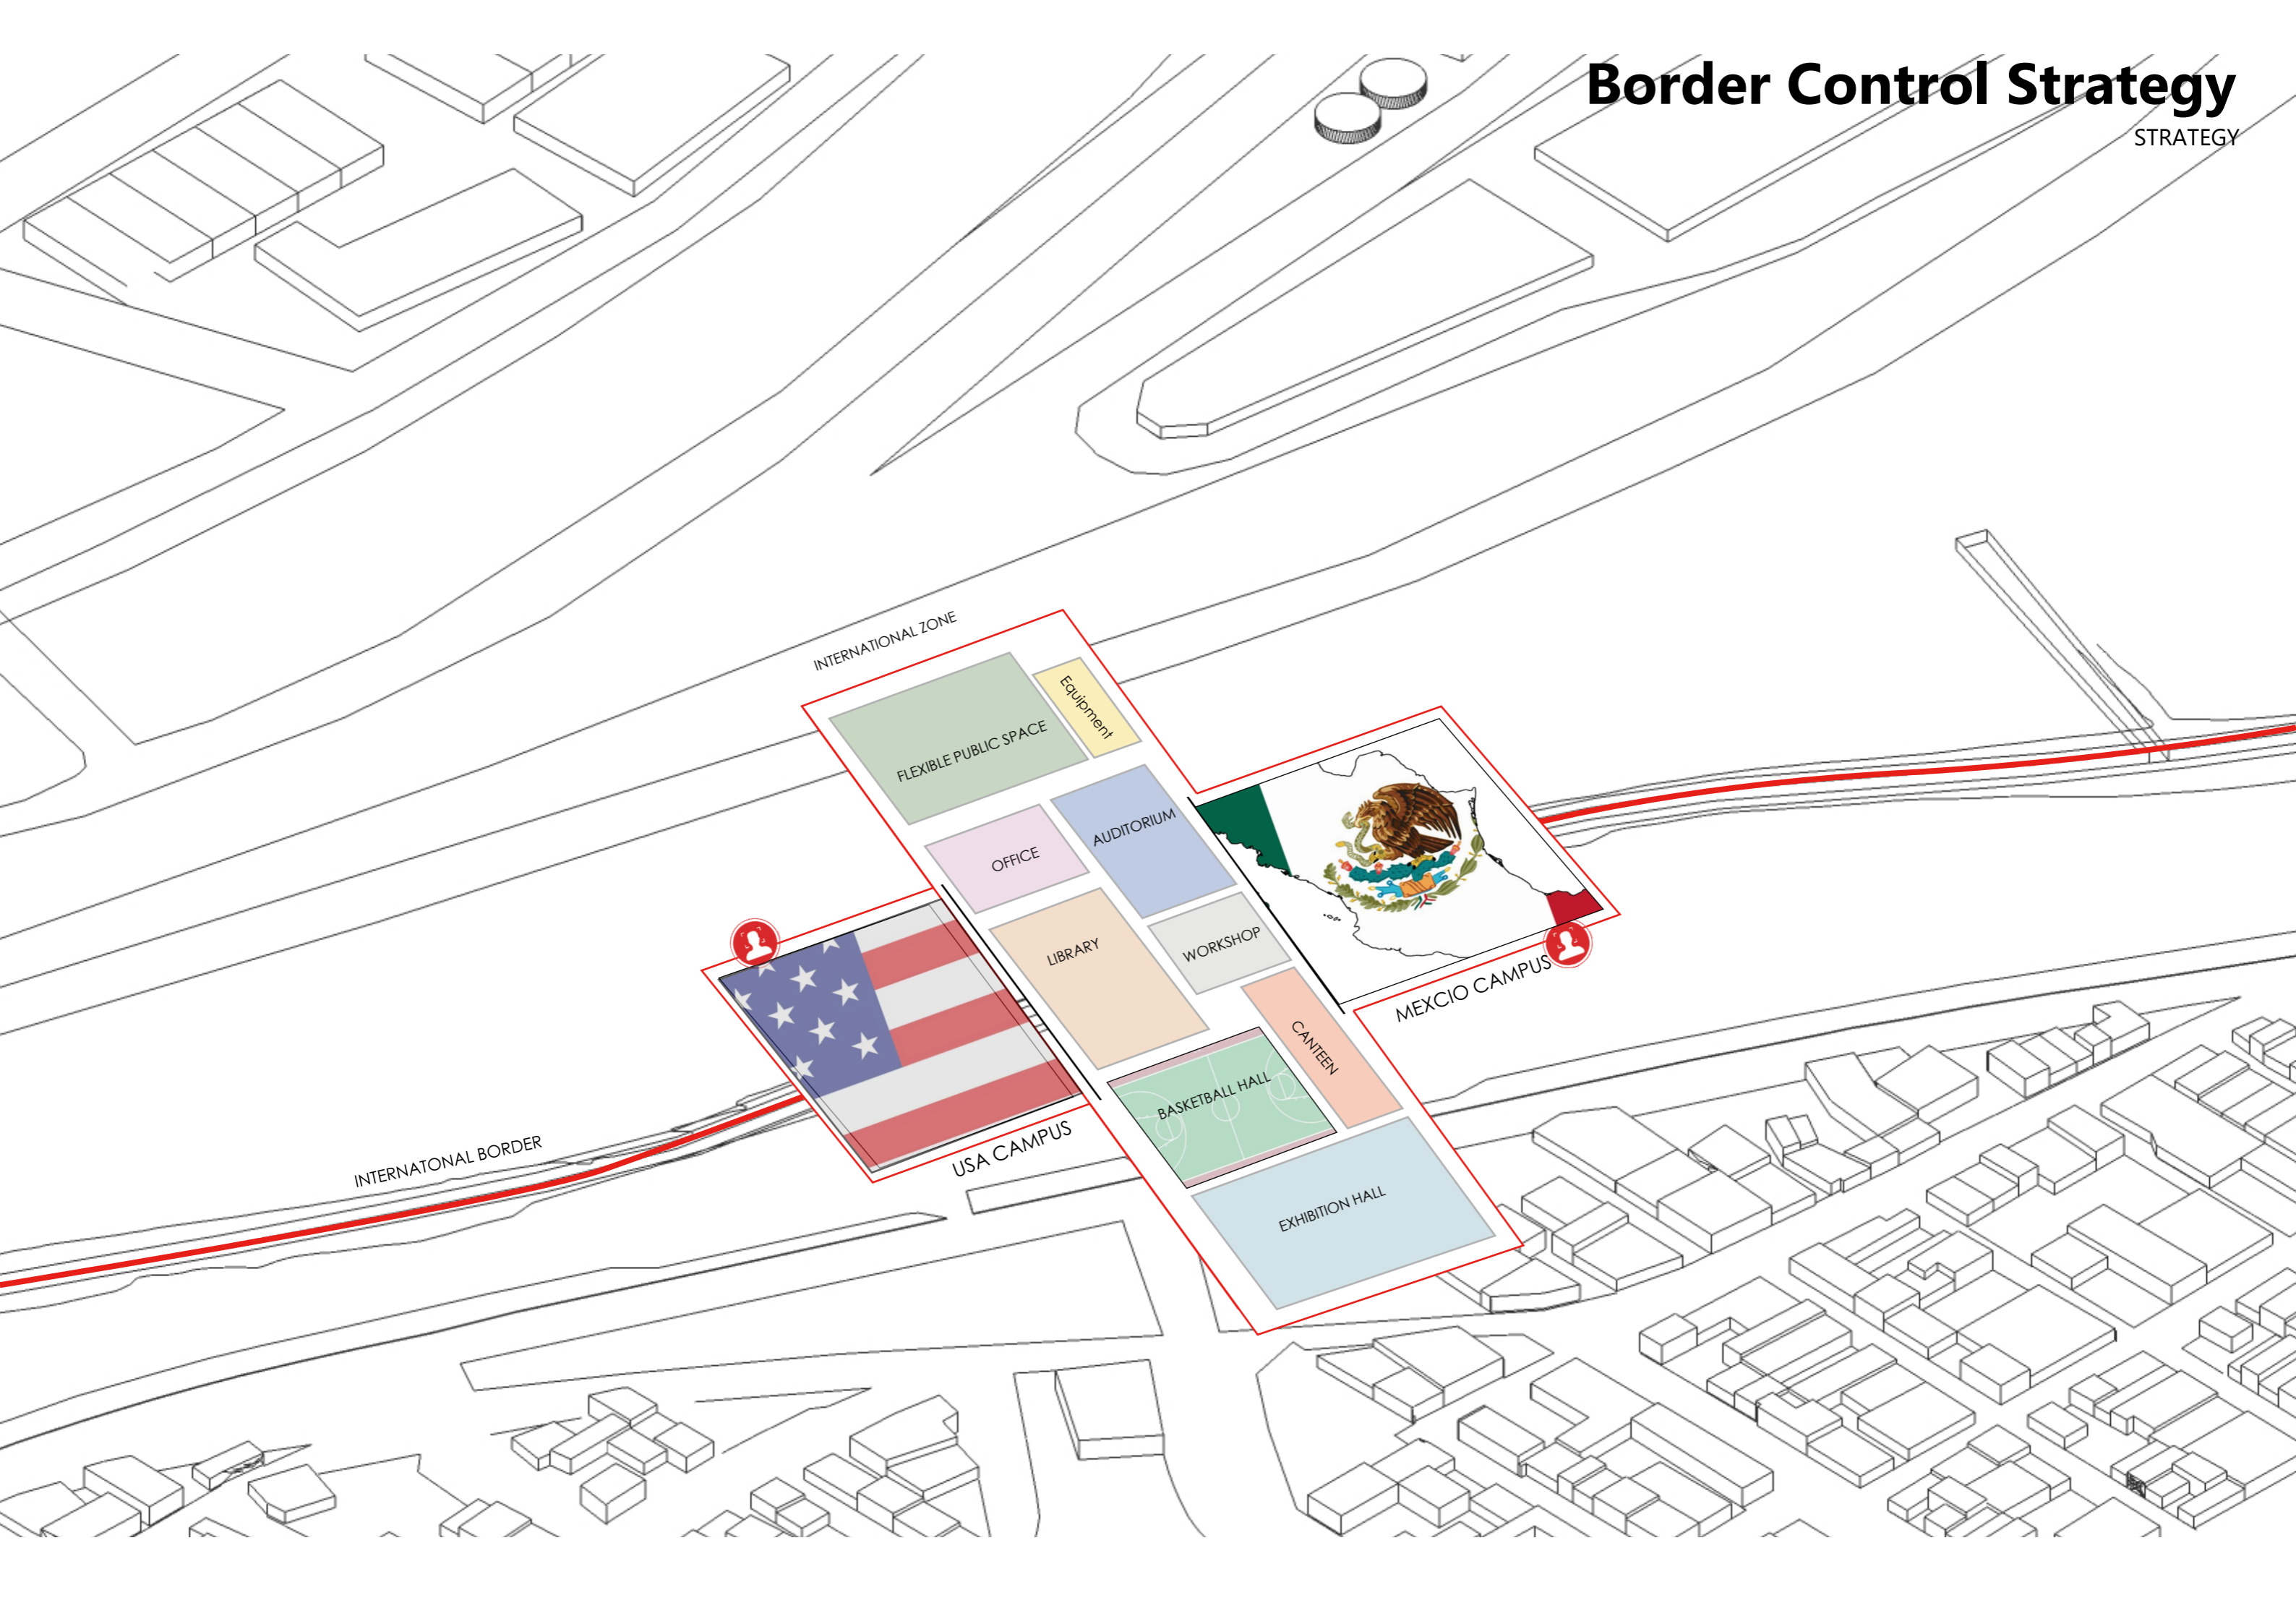 Border Control Strategy
STRATEGY
INTERNATIONAL ZONE
Equipment
FLEXIBLE PUBLIC SPACE
AUDITORIUM
OFFICE
LIBRARY
WORKSHOP
MEXCIO CAMPUS
CANTEEN
BASKETBALL HALL
USA CAMPUS
INTERNATONAL BORDER
EXHIBITION HALL